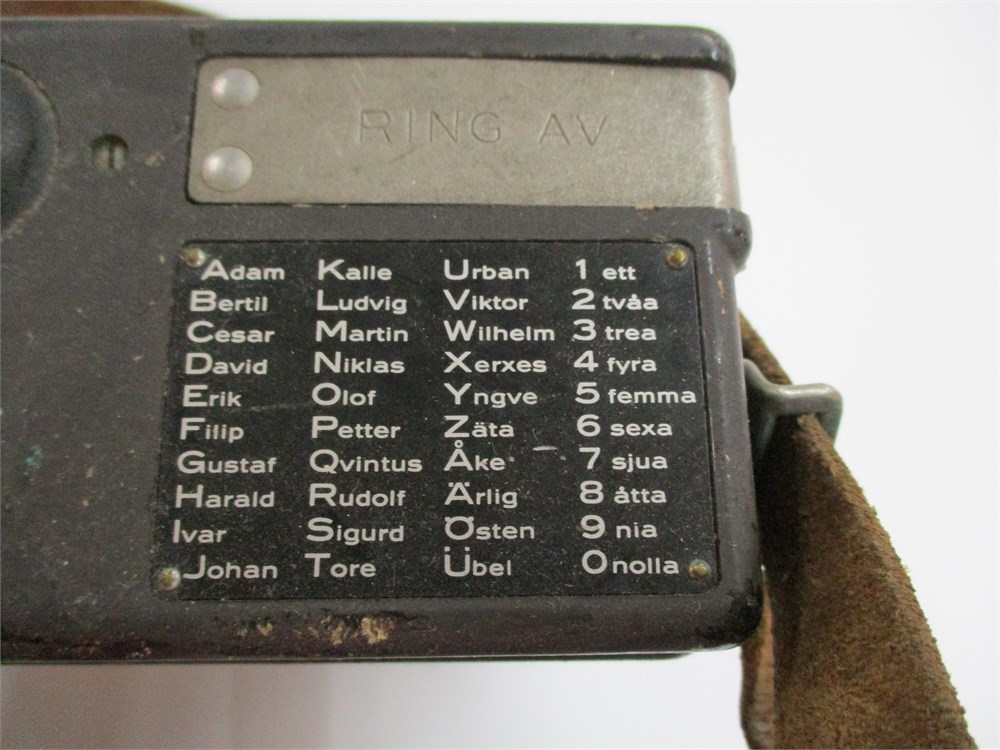 RING AV
Adam Kalle Urban 1 ett
Bertil Ludvig Viktor 2 tvåa
Cesar Martin Wilhelm 3 trea
David Niklas Xerxes 4 fyra
Erik Olof Yngve 5 femma
Filip Petter Zäta 6 sexa
Gustaf Qvintus Åke 7 sjua
Harald Rudolf Ärlig 8 åtta
Ivar Sigurd Östen 9 nia
Johan Tore Übel 0 nolla